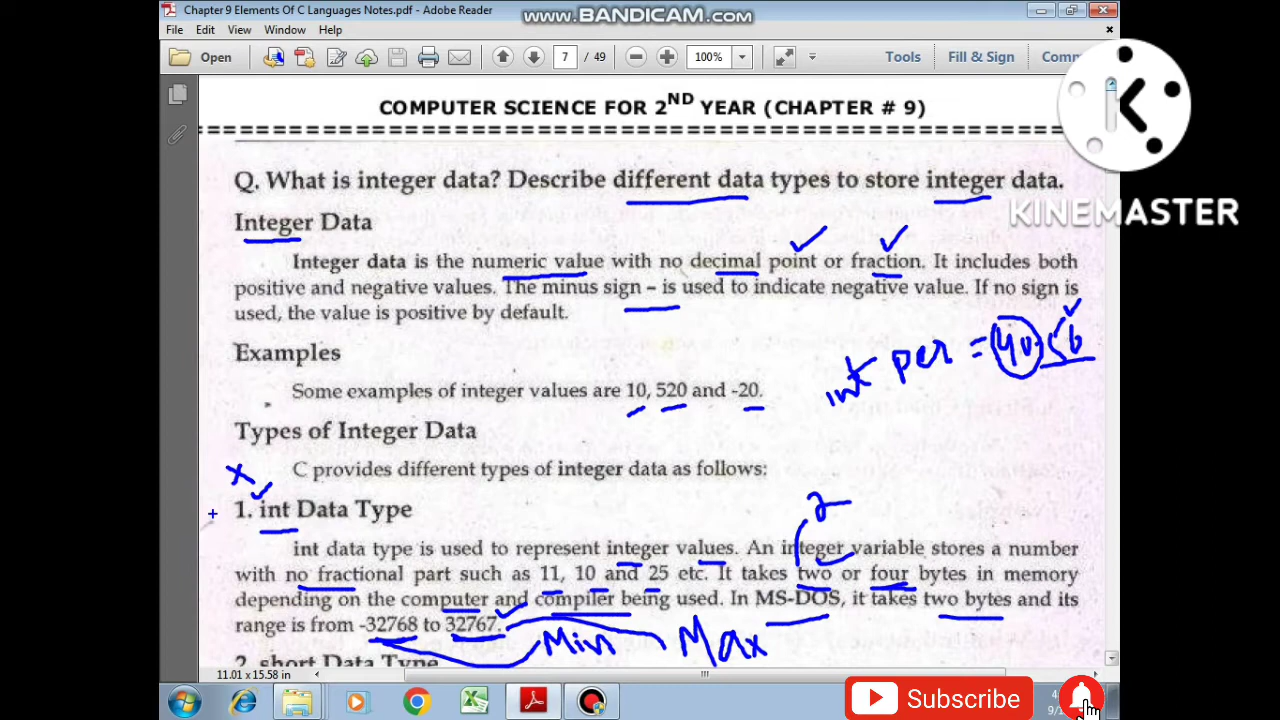 Chapter 9 Elements Of C Languages Notes.pdf - Adobe Reader
www.BANDICAM.com
File Edit View Window Help
Open 7 / 49 100% Tools Fill & Sign Comm
K
KINEMASTER
COMPUTER SCIENCE FOR 2ND YEAR (CHAPTER # 9)
Q. What is integer data? Describe different data types to store integer data.
Integer Data
Integer data is the numeric value with no decimal point or fraction. It includes both
positive and negative values. The minus sign – is used to indicate negative value. If no sign is
used, the value is positive by default.
int per = 40.56
Examples
Some examples of integer values are 10, 520 and -20.
Types of Integer Data
C provides different types of integer data as follows:
1. int Data Type
2
int data type is used to represent integer values. An integer variable stores a number
with no fractional part such as 11, 10 and 25 etc. It takes two or four bytes in memory
depending on the computer and compiler being used. In MS-DOS, it takes two bytes and its
range is from -32768 to 32767.
Min Max
2. short Data Type
11.01 x 15.58 in
Subscribe